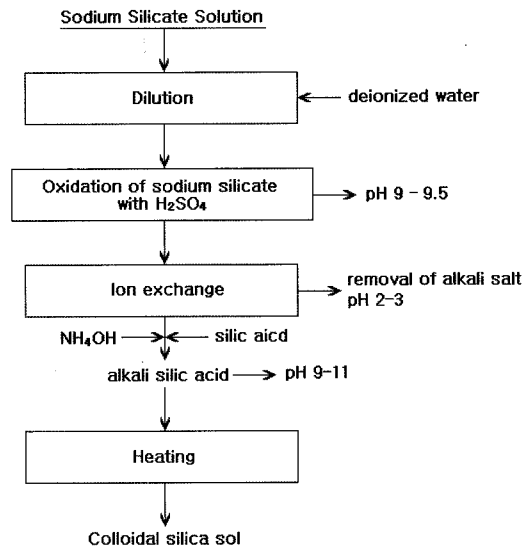 Sodium Silicate Solution
Dilution
deionized water
Oxidation of sodium silicate
with H₂SO₄
pH 9 - 9.5
Ion exchange
removal of alkali salt
pH 2-3
NH₄OH
silic aicd
alkali silic acid
pH 9-11
Heating
Colloidal silica sol